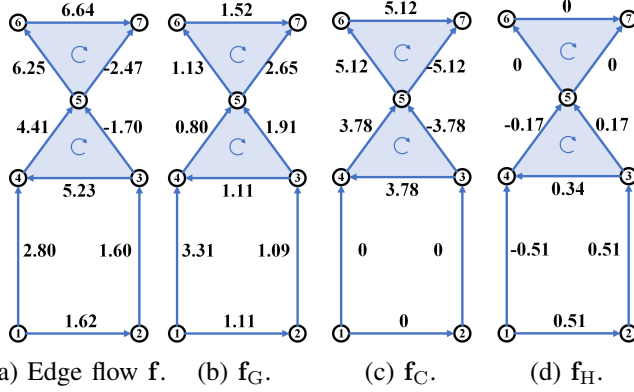 6 6.64 7
6.25 -2.47
5
4.41 -1.70
4 5.23 3
2.80 1.60
1 1.62 2
a) Edge flow f.
6 1.52 7
1.13 2.65
5
0.80 1.91
4 1.11 3
3.31 1.09
1 1.11 2
(b) fG.
6 5.12 7
5.12 -5.12
5
3.78 -3.78
4 3.78 3
0 0
1 0 2
(c) fC.
6 0 7
0 0
5
-0.17 0.17
4 0.34 3
-0.51 0.51
1 0.51 2
(d) fH.